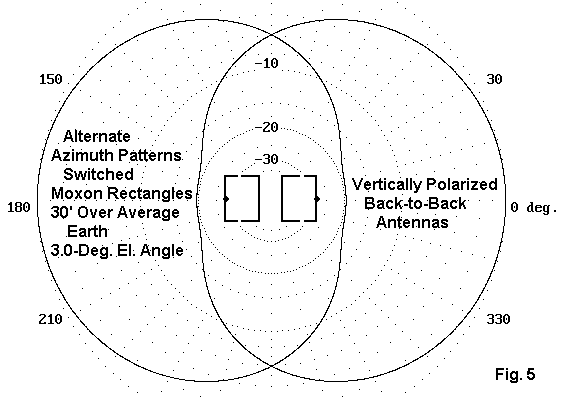 -10
150
30
-20
Alternate
Azimuth Patterns
Switched
Moxon Rectangles
30' Over Average
Earth
3.0-Deg. El. Angle
-30
Vertically Polarized
Back-to-Back
Antennas
180
0 deg.
210
330
Fig. 5